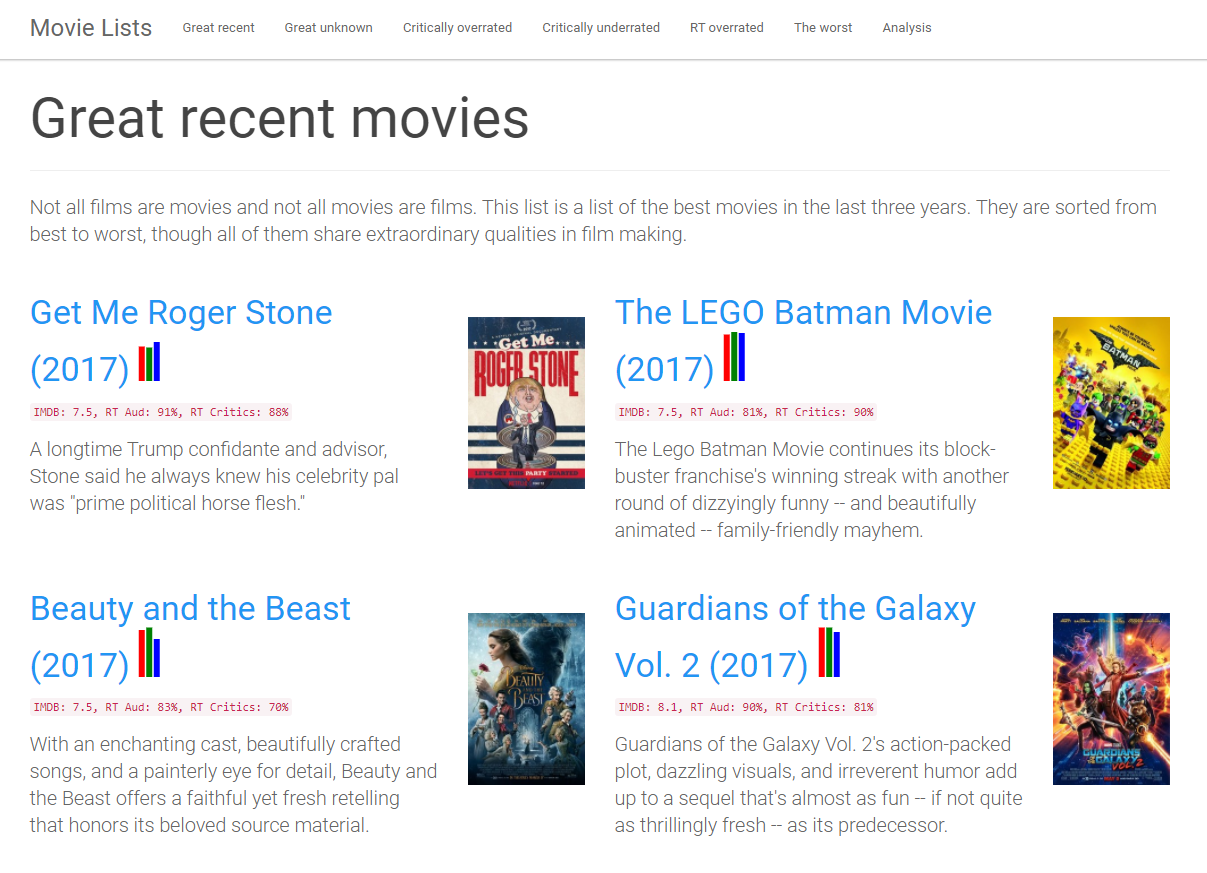 Movie Lists Great recent Great unknown Critically overrated Critically underrated RT overrated The worst Analysis
Great recent movies
Not all films are movies and not all movies are films. This list is a list of the best movies in the last three years. They are sorted from
best to worst, though all of them share extraordinary qualities in film making.
Get Me Roger Stone
(2017)
IMDB: 7.5, RT Aud: 91%, RT Critics: 88%
A longtime Trump confidante and advisor,
Stone said he always knew his celebrity pal
was "prime political horse flesh."
Get Me
ROGER STONE
LET'S GET THIS PARTY STARTED
The LEGO Batman Movie
(2017)
IMDB: 7.5, RT Aud: 81%, RT Critics: 90%
The Lego Batman Movie continues its block-
buster franchise's winning streak with another
round of dizzyingly funny -- and beautifully
animated -- family-friendly mayhem.
BATMAN
Beauty and the Beast
(2017)
IMDB: 7.5, RT Aud: 83%, RT Critics: 70%
With an enchanting cast, beautifully crafted
songs, and a painterly eye for detail, Beauty and
the Beast offers a faithful yet fresh retelling
that honors its beloved source material.
BEAUTY
BEAST
Guardians of the Galaxy
Vol. 2 (2017)
IMDB: 8.1, RT Aud: 90%, RT Critics: 81%
Guardians of the Galaxy Vol. 2's action-packed
plot, dazzling visuals, and irreverent humor add
up to a sequel that's almost as fun -- if not quite
as thrillingly fresh -- as its predecessor.
GUARDIANS
GALAXY
VOL. 2